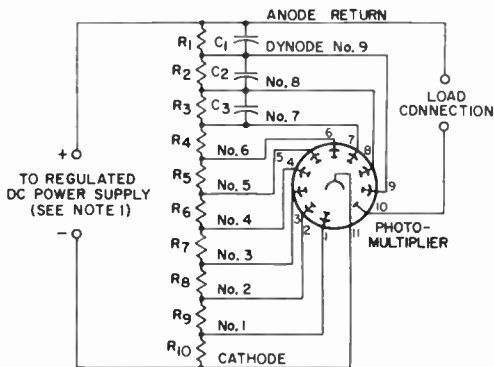 ANODE RETURN
R1
C1
DYNODE No. 9
R2
C2
No. 8
R3
C3
No. 7
R4
No. 6
R5
No. 5
R6
No. 4
R7
No. 3
R8
No. 2
R9
No. 1
R10
CATHODE
+
TO REGULATED
DC POWER SUPPLY
(SEE NOTE 1)
-
LOAD
CONNECTION
1
2
3
4
5
6
7
8
9
10
11
PHOTO-
MULTIPLIER